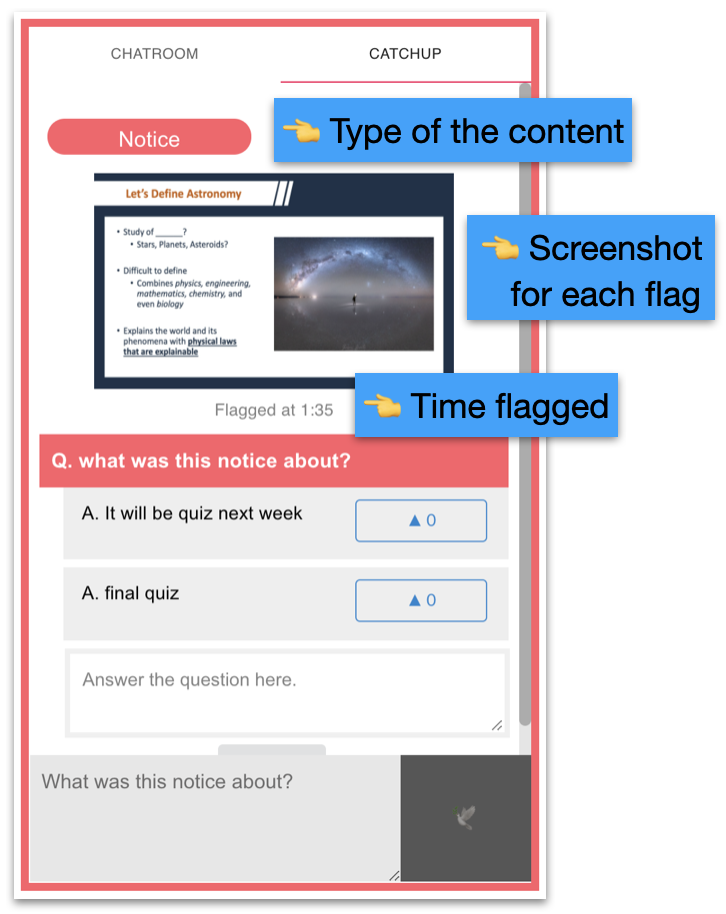 CHATROOM CATCHUP
Notice
👈 Type of the content
Let's Define Astronomy
• Study of ______?
• Stars, Planets, Asteroids?
• Difficult to define
• Combines physics, engineering,
mathematics, chemistry, and
even biology
• Explains the world and its
phenomena with physical laws
that are explainable
👈 Screenshot
for each flag
Flagged at 1:35
👈 Time flagged
Q. what was this notice about?
A. It will be quiz next week
▲ 0
A. final quiz
▲ 0
Answer the question here.
What was this notice about?